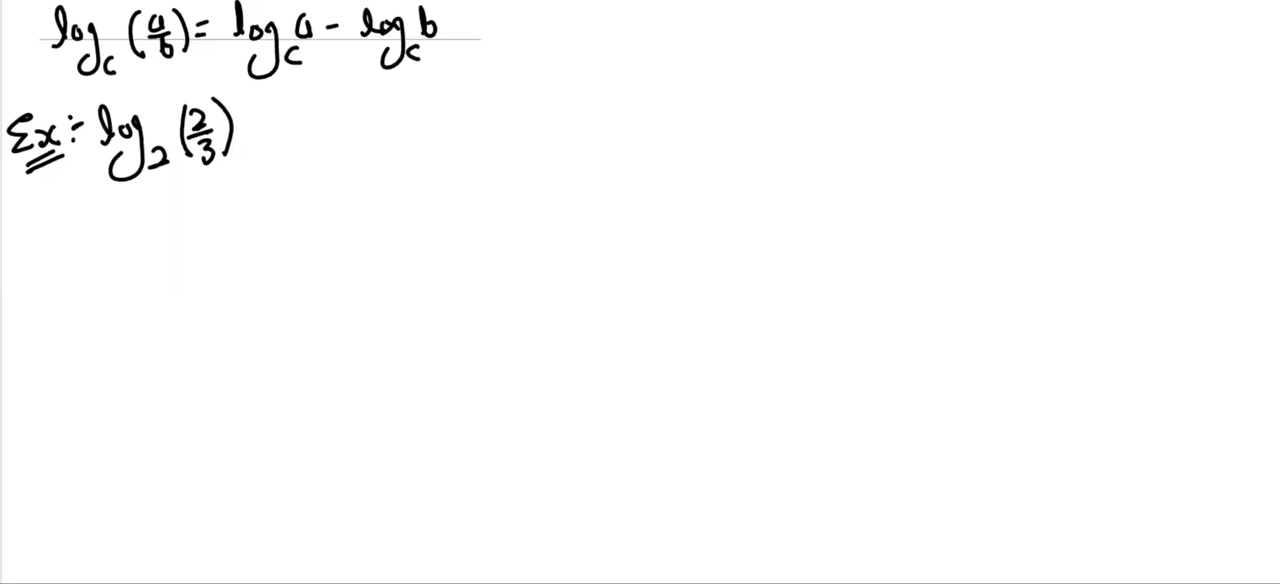 log_c (a/b) = log_c a - log_c b
Ex:- log_2 (2/3)